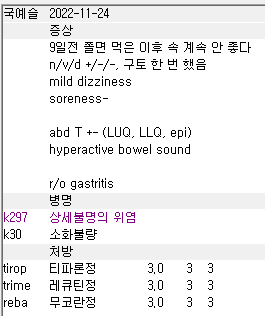 국예슬 2022-11-24
증상
9일전 쫄면 먹은 이후 속 계속 안 좋다
n/v/d +/-/-, 구토 한 번 했음
mild dizziness
soreness-
abd T +- (LUQ, LLQ, epi)
hyperactive bowel sound
r/o gastritis
병명
k297 상세불명의 위염
k30 소화불량
처방
tirop 티파론정 3.0 3 3
trime 레큐틴정 3.0 3 3
reba 무코란정 3.0 3 3